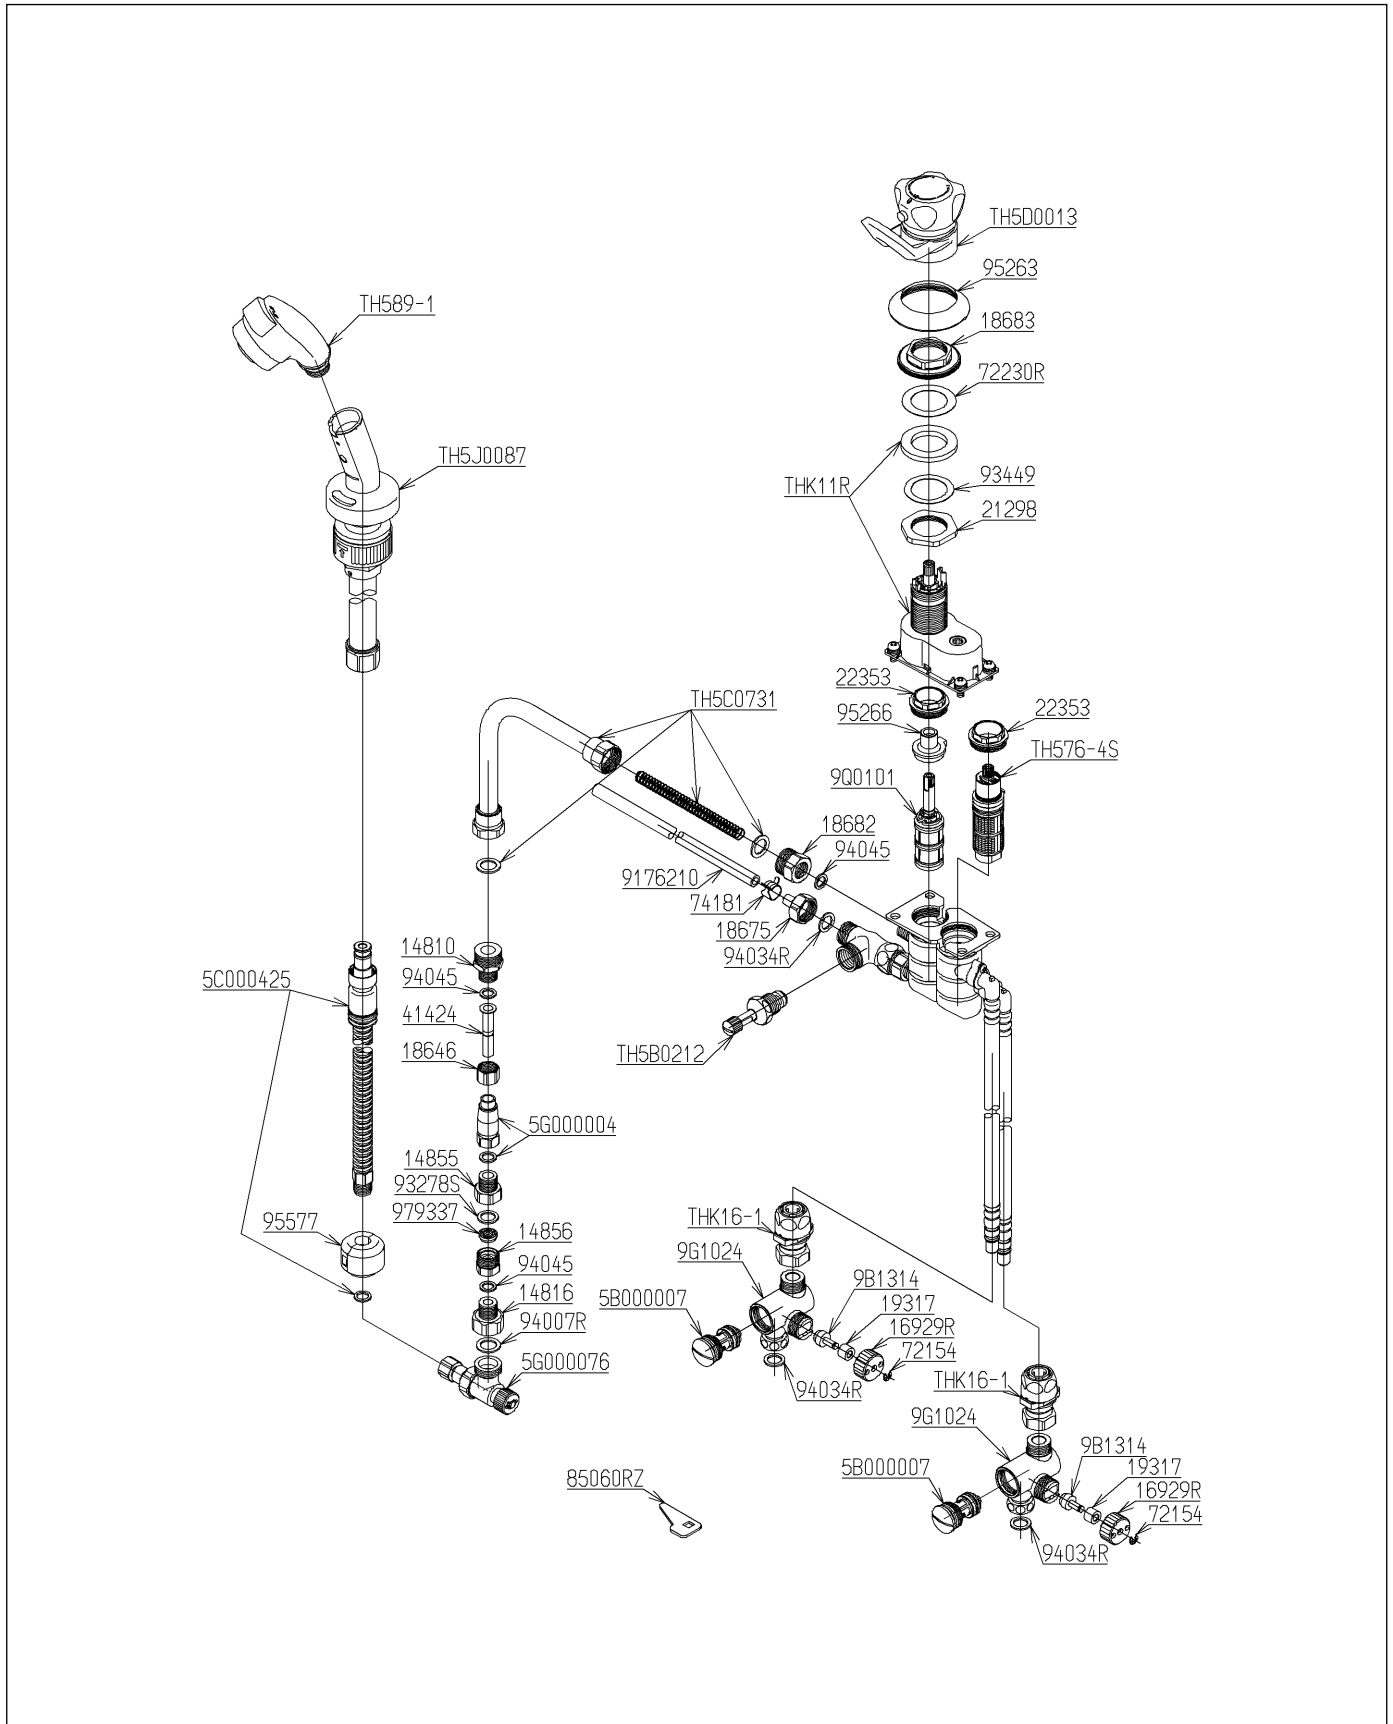 TH5D0013
95263
TH589-1
18683
72230R
TH5J0087
93449
THK11R
21298
22353
TH5C0731
95266
22353
TH576-4S
9Q0101
18682
94045
9176210
74181
18675
94034R
14810
94045
5C000425
41424
18646
TH5B0212
5G000004
14855
93278S
979337
THK16-1
95577
14856
9G1024
94045
9B1314
14816
5B000007
19317
94007R
16929R
72154
5G000076
94034R
THK16-1
9G1024
9B1314
5B000007
19317
85060RZ
16929R
72154
94034R